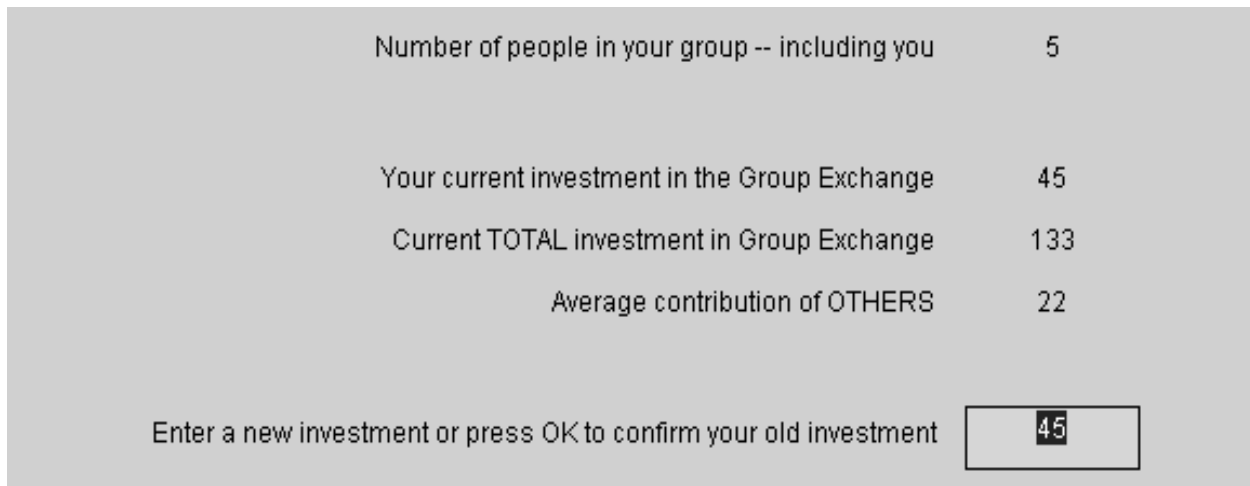 Number of people in your group -- including you 5
Your current investment in the Group Exchange 45
Current TOTAL investment in Group Exchange 133
Average contribution of OTHERS 22
Enter a new investment or press OK to confirm your old investment 45